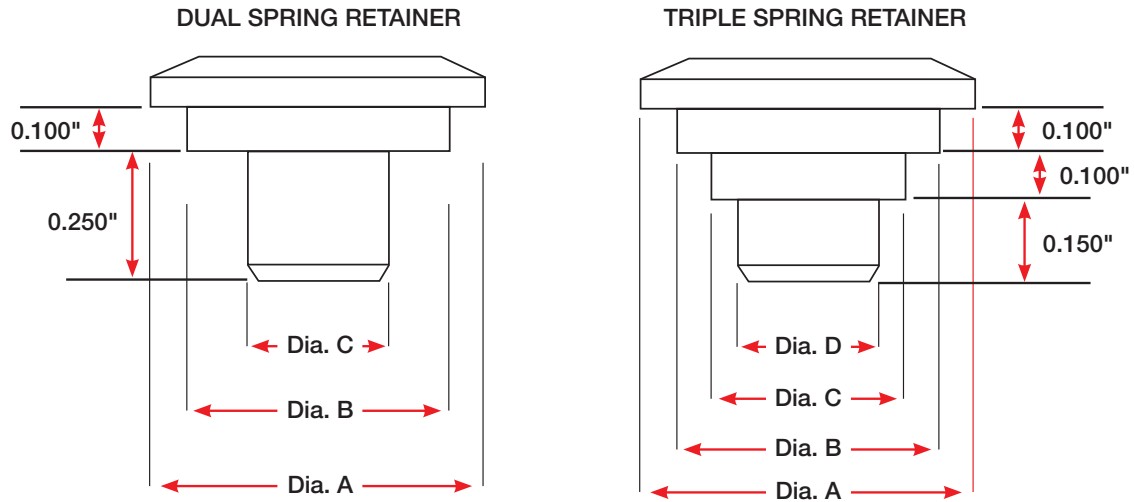 DUAL SPRING RETAINER
0.100"
0.250"
Dia. C
Dia. B
Dia. A
TRIPLE SPRING RETAINER
0.100"
0.100"
0.150"
Dia. D
Dia. C
Dia. B
Dia. A